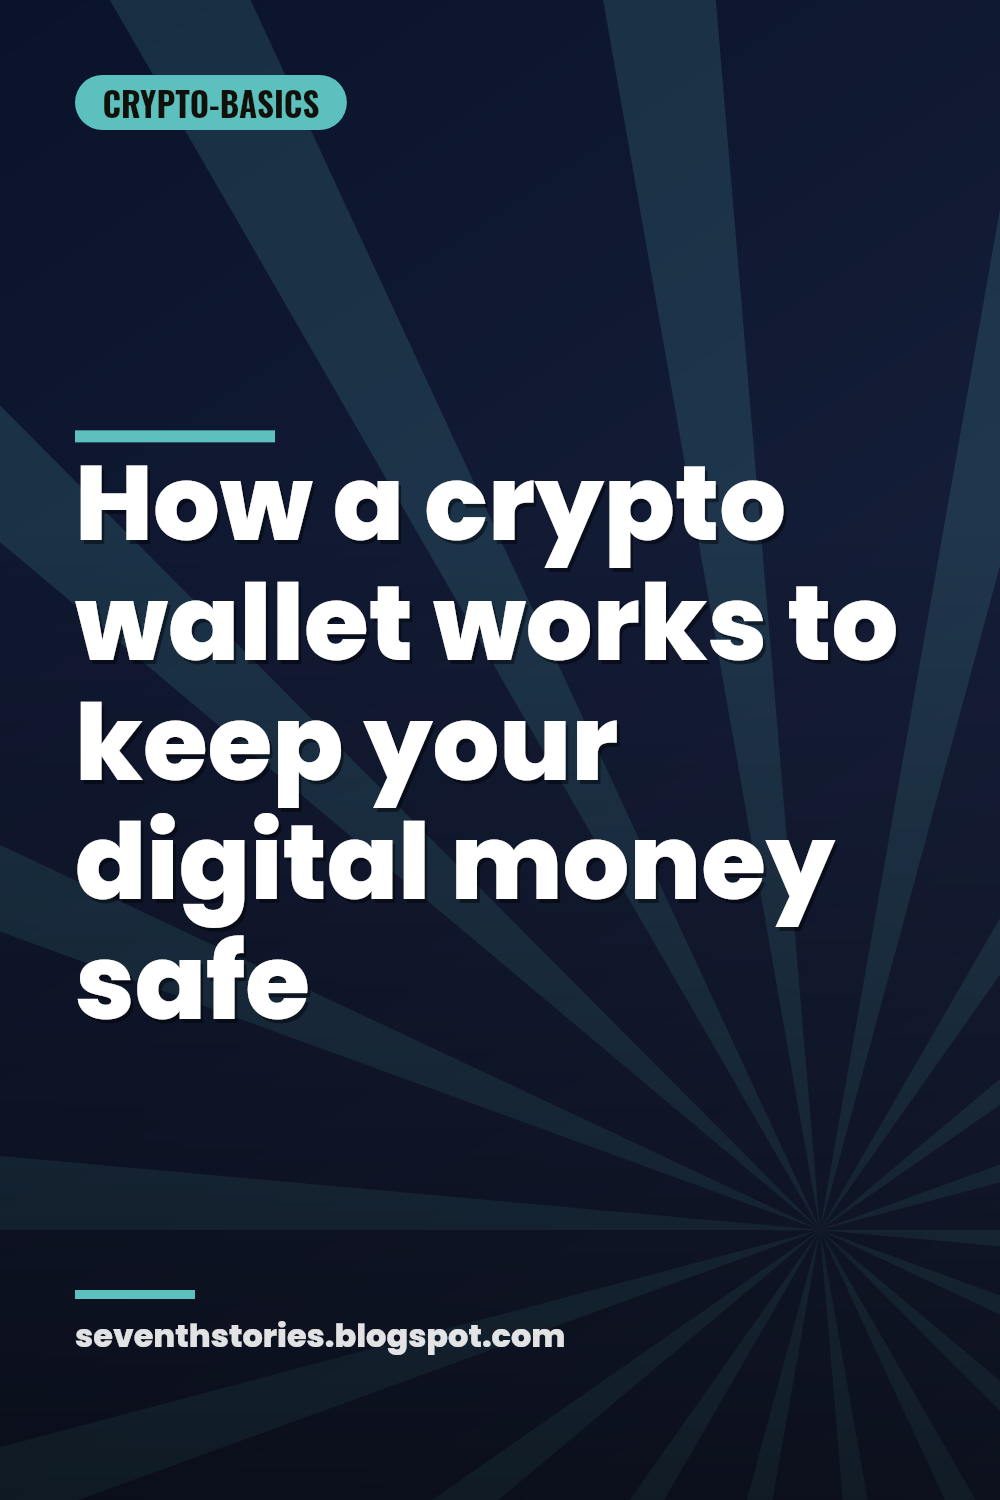 CRYPTO-BASICS
How a crypto
wallet works to
keep your
digital money
safe
seventhstories.blogspot.com